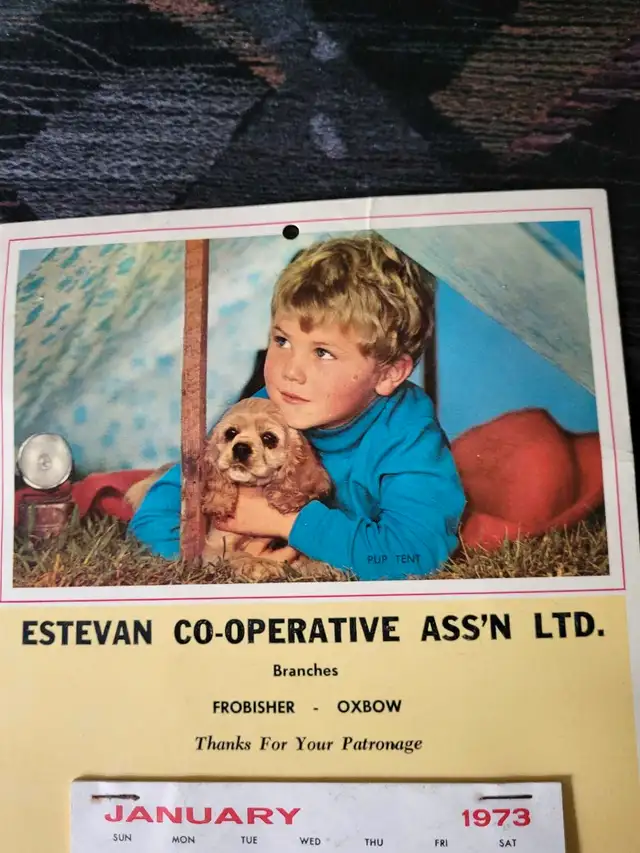 PUP TENT
ESTEVAN CO-OPERATIVE ASS'N LTD.
Branches
FROBISHER - OXBOW
Thanks For Your Patronage
JANUARY 1973
SUN MON TUE WED THU FRI SAT